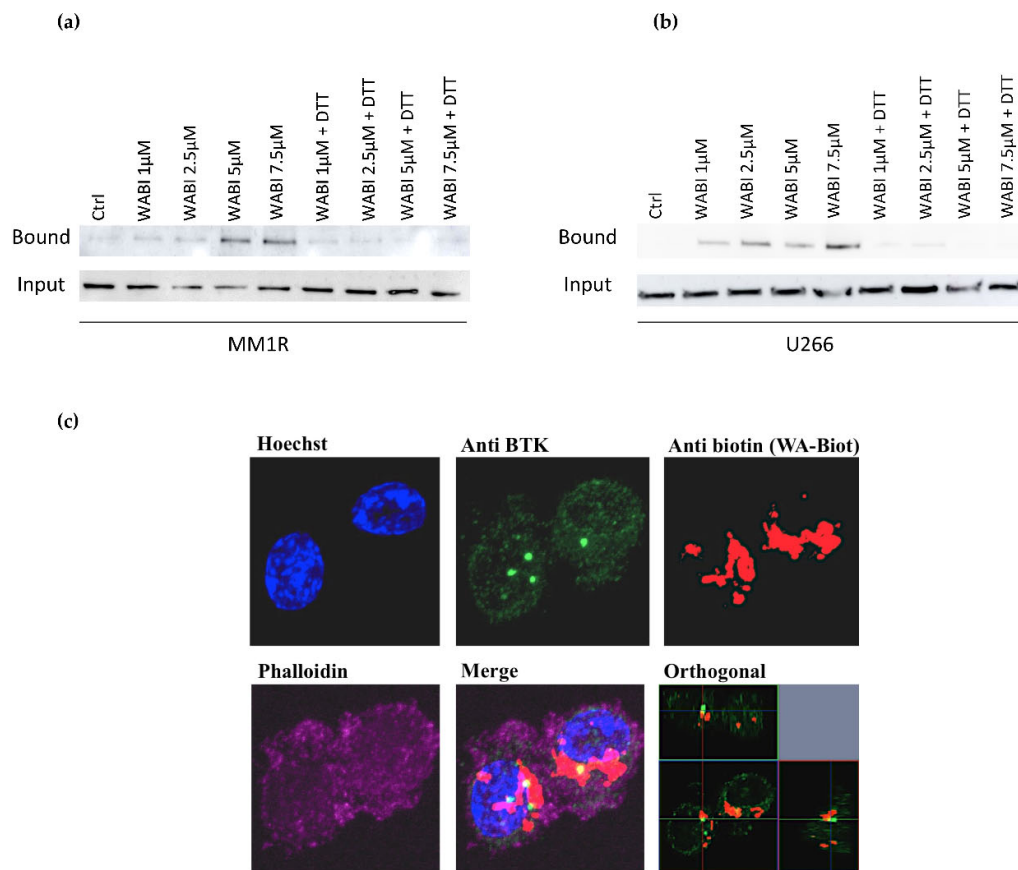 (a)
Ctrl
WABI 1µM
WABI 2.5µM
WABI 5µM
WABI 7.5µM
WABI 1µM + DTT
WABI 2.5µM + DTT
WABI 5µM + DTT
WABI 7.5µM + DTT
Bound
Input
MM1R
(b)
Ctrl
WABI 1µM
WABI 2.5µM
WABI 5µM
WABI 7.5µM
WABI 1µM + DTT
WABI 2.5µM + DTT
WABI 5µM + DTT
WABI 7.5µM + DTT
Bound
Input
U266
(c)
Hoechst
Anti BTK
Anti biotin (WA-Biot)
Phalloidin
Merge
Orthogonal